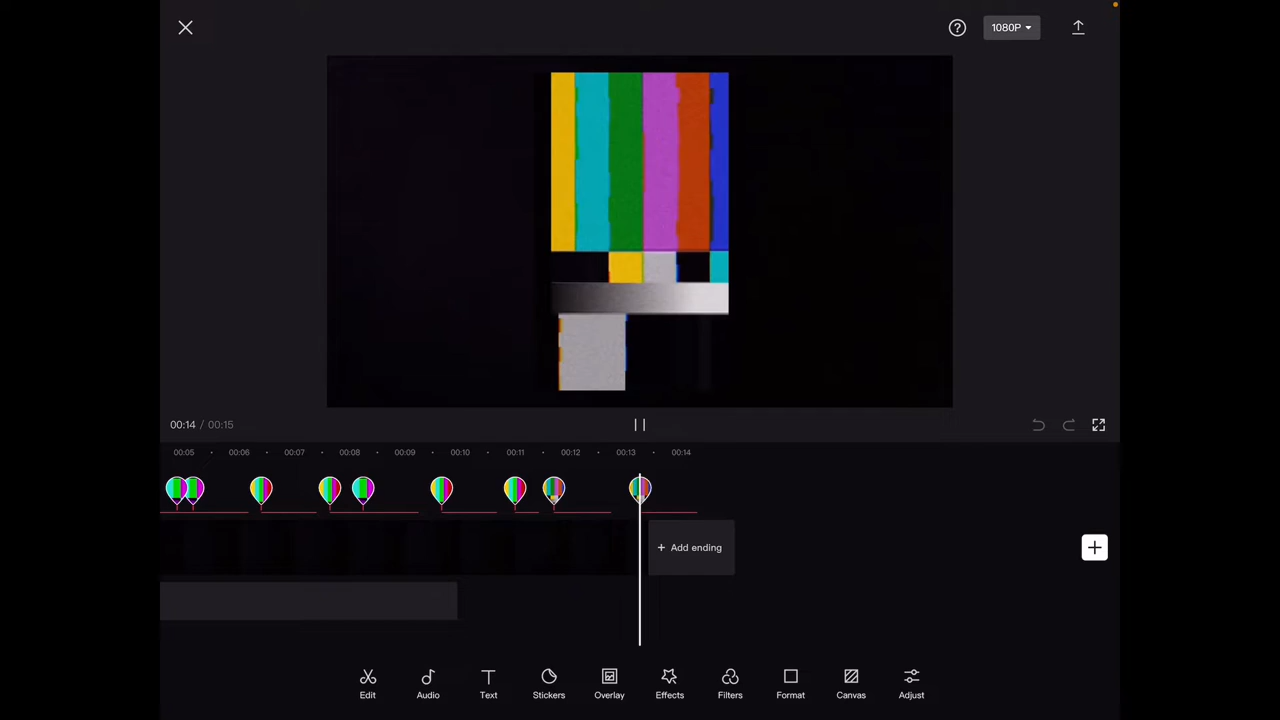 1080P
00:14 / 00:15
00:05 00:06 00:07 00:08 00:09 00:10 00:11 00:12 00:13 00:14
+ Add ending
Edit Audio Text Stickers Overlay Effects Filters Format Canvas Adjust